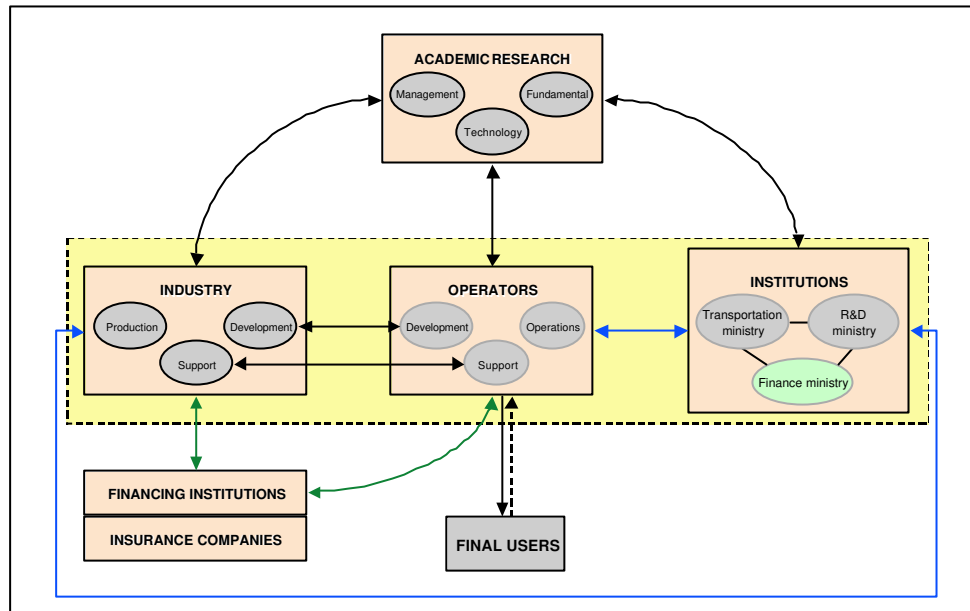 ACADEMIC RESEARCH
Management
Fundamental
Technology
INDUSTRY
Production
Development
Support
OPERATORS
Development
Operations
Support
INSTITUTIONS
Transportation
ministry
R&D
ministry
Finance ministry
FINANCING INSTITUTIONS
INSURANCE COMPANIES
FINAL USERS